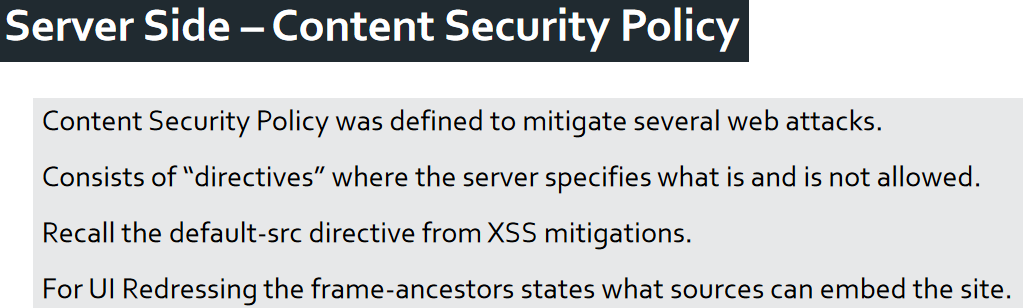 Server Side – Content Security Policy
Content Security Policy was defined to mitigate several web attacks.
Consists of “directives” where the server specifies what is and is not allowed.
Recall the default-src directive from XSS mitigations.
For UI Redressing the frame-ancestors states what sources can embed the site.